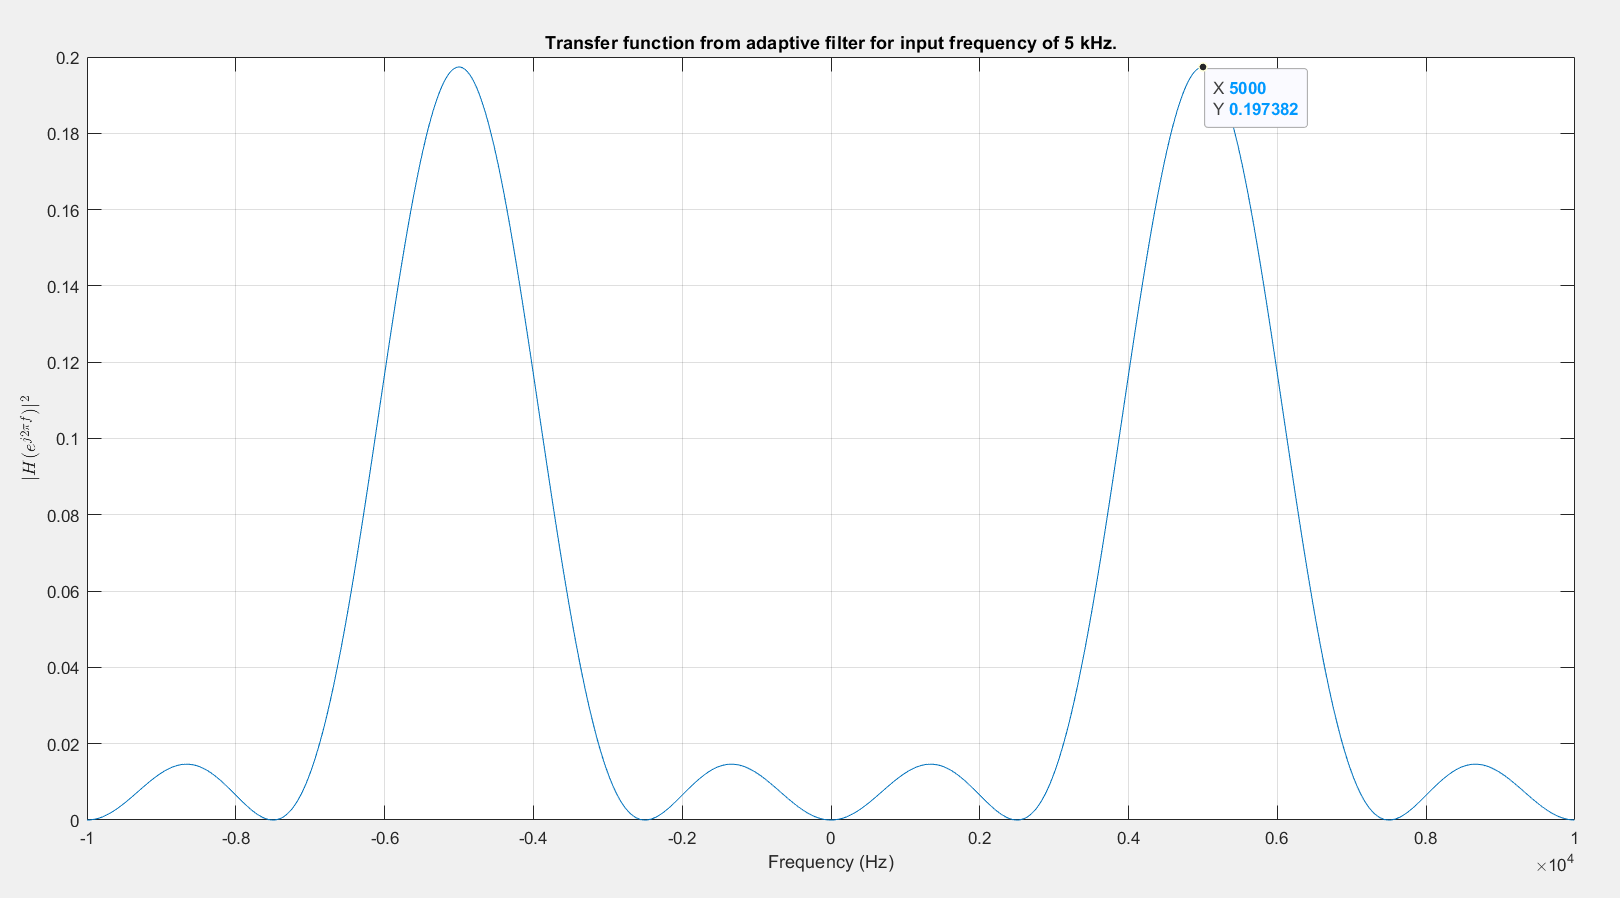 Transfer function from adaptive filter for input frequency of 5 kHz.
0.2
0.18
0.16
0.14
0.12
0.1
0.08
0.06
0.04
0.02
0
|H(e^{j2πf})|^2
X 5000
Y 0.197382
-1 -0.8 -0.6 -0.4 -0.2 0 0.2 0.4 0.6 0.8 1
Frequency (Hz)
×10^4